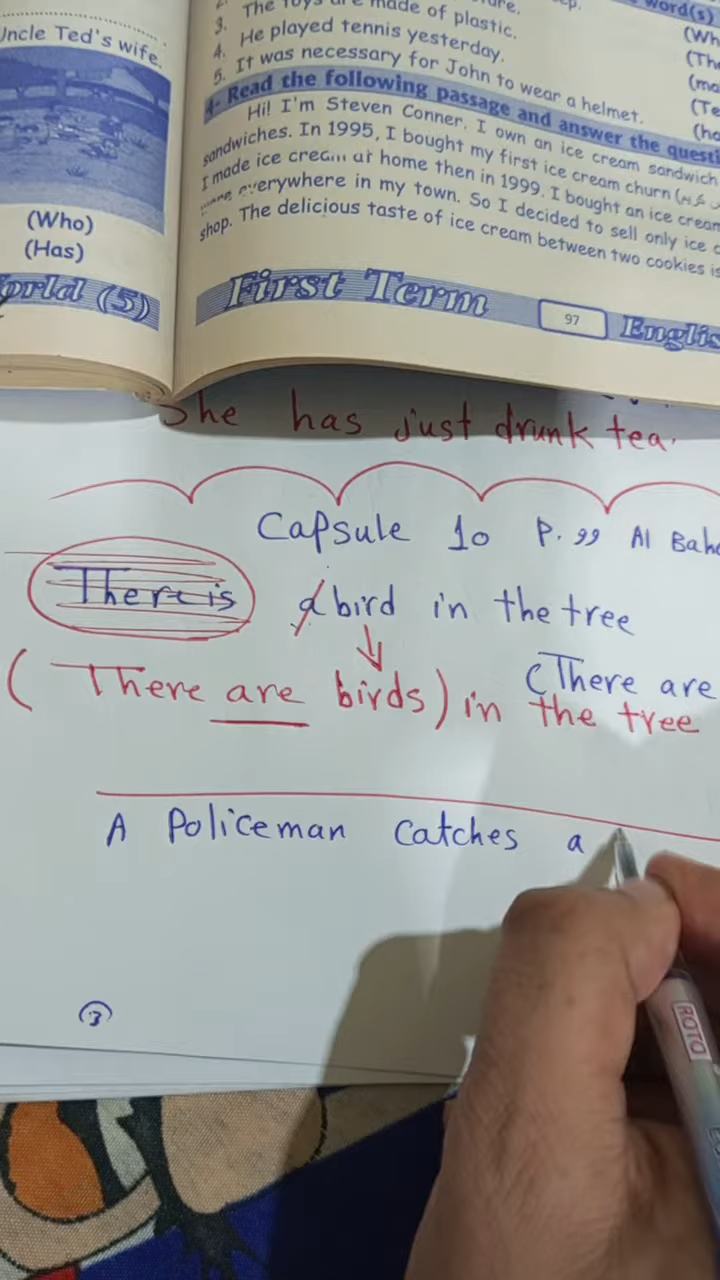 Uncle Ted's wife.
(Who)
(Has)
orld (5)
3. The toys are made of plastic.
4. He played tennis yesterday.
5. It was necessary for John to wear a helmet.
word(s)
4- Read the following passage and answer the questi
Hi! I'm Steven Conner. I own an ice cream sandwich
sandwiches. In 1995, I bought my first ice cream churn
I made ice cream at home then in 1999, I bought an ice cream
everywhere in my town. So I decided to sell only ice c
shop. The delicious taste of ice cream between two cookies is
First Term
97
Englis
She has just drunk tea.
Capsule 10 P. 99 Al Bah
There is a bird in the tree
(There are
(There are birds) in the tree
A Policeman catches a
3
ROTO